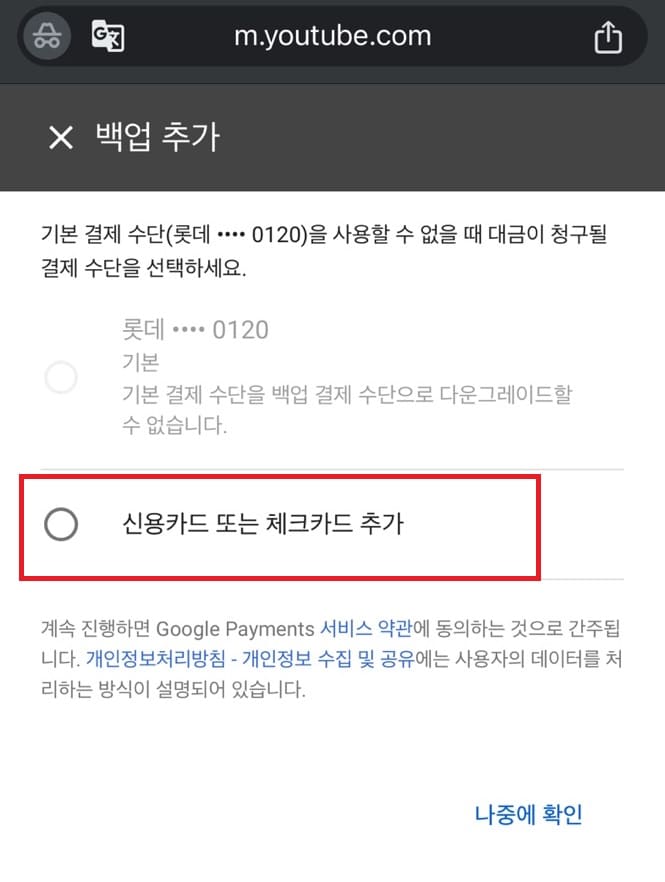 m.youtube.com
백업 추가
기본 결제 수단(롯데 •••• 0120)을 사용할 수 없을 때 대금이 청구될
결제 수단을 선택하세요.
롯데 •••• 0120
기본
기본 결제 수단을 백업 결제 수단으로 다운그레이드할
수 없습니다.
신용카드 또는 체크카드 추가
계속 진행하면 Google Payments 서비스 약관에 동의하는 것으로 간주됩
니다. 개인정보처리방침 - 개인정보 수집 및 공유에는 사용자의 데이터를 처
리하는 방식이 설명되어 있습니다.
나중에 확인